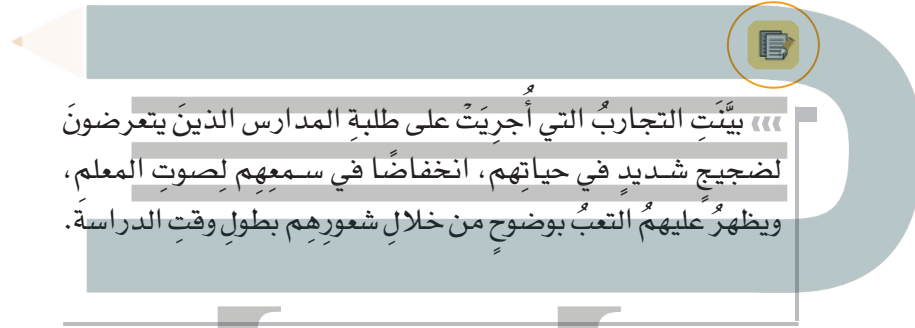 ››› بيَّنَتِ التجاربُ التي أُجرِيَتْ على طلبةِ المدارس الذينَ يتعرضونَ
لضجيجٍ شديدٍ في حياتِهم، انخفاضًا في سمعِهِم لِصوتِ المعلم،
ويظهرُ عليهمُ التعبُ بوضوحٍ من خلالِ شعورِهِم بطولِ وقتِ الدراسةَ.